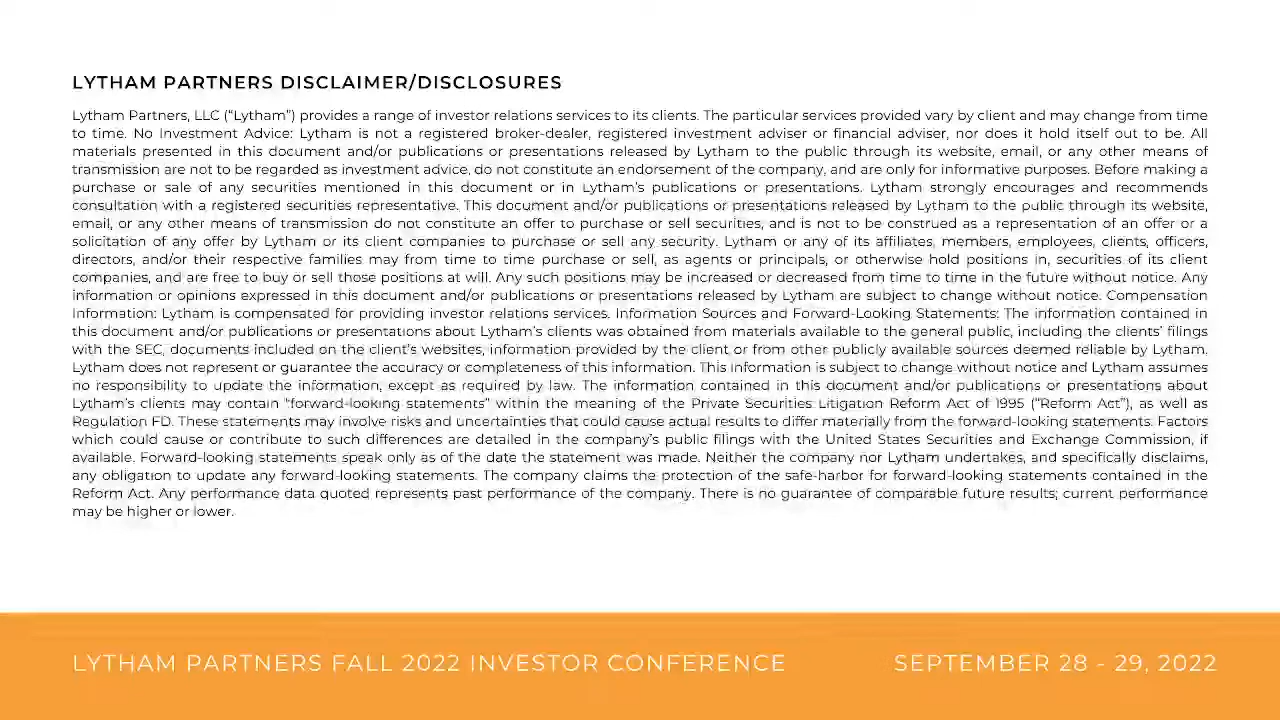 LYTHAM PARTNERS DISCLAIMER/DISCLOSURES
Lytham Partners, LLC (“Lytham”) provides a range of investor relations services to its clients. The particular services provided vary by client and may change from time
to time. No Investment Advice: Lytham is not a registered broker-dealer, registered investment adviser or financial adviser, nor does it hold itself out to be. All
materials presented in this document and/or publications or presentations released by Lytham to the public through its website, email, or any other means of
transmission are not to be regarded as investment advice, do not constitute an endorsement of the company, and are only for informative purposes. Before making a
purchase or sale of any securities mentioned in this document or in Lytham’s publications or presentations. Lytham strongly encourages and recommends
consultation with a registered securities representative. This document and/or publications or presentations released by Lytham to the public through its website,
email, or any other means of transmission do not constitute an offer to purchase or sell securities, and is not to be construed as a representation of an offer or a
solicitation of any offer by Lytham or its client companies to purchase or sell any security. Lytham or any of its affiliates, members, employees, clients, officers,
directors, and/or their respective families may from time to time purchase or sell, as agents or principals, or otherwise hold positions in, securities of its client
companies, and are free to buy or sell those positions at will. Any such positions may be increased or decreased from time to time in the future without notice. Any
information or opinions expressed in this document and/or publications or presentations released by Lytham are subject to change without notice. Compensation
Information: Lytham is compensated for providing investor relations services. Information Sources and Forward-Looking Statements: The information contained in
this document and/or publications or presentations about Lytham’s clients was obtained from materials available to the general public, including the clients’ filings
with the SEC, documents included on the client’s websites, information provided by the client or from other publicly available sources deemed reliable by Lytham.
Lytham does not represent or guarantee the accuracy or completeness of this information. This information is subject to change without notice and Lytham assumes
no responsibility to update the information, except as required by law. The information contained in this document and/or publications or presentations about
Lytham’s clients may contain “forward-looking statements” within the meaning of the Private Securities Litigation Reform Act of 1995 (“Reform Act”), as well as
Regulation FD. These statements may involve risks and uncertainties that could cause actual results to differ materially from the forward-looking statements. Factors
which could cause or contribute to such differences are detailed in the company’s public filings with the United States Securities and Exchange Commission, if
available. Forward-looking statements speak only as of the date the statement was made. Neither the company nor Lytham undertakes, and specifically disclaims,
any obligation to update any forward-looking statements. The company claims the protection of the safe-harbor for forward-looking statements contained in the
Reform Act. Any performance data quoted represents past performance of the company. There is no guarantee of comparable future results; current performance
may be higher or lower.
LYTHAM PARTNERS FALL 2022 INVESTOR CONFERENCE
SEPTEMBER 28 - 29, 2022